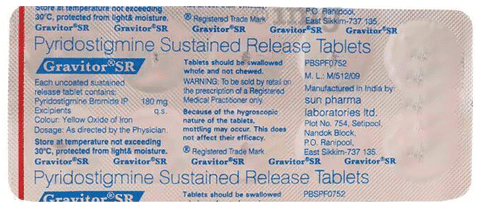 Store at temperature not exceeding
30°C, protected from light& moisture.
Gravitor®SR Gravitor®SR Gravitor®SR Gravitor®SR
® Registered Trade Mark
P.O. Ranipool,
East Sikkim-737 135.
Pyridostigmine Sustained Release Tablets
Gravitor®SR
Each uncoated sustained
release tablet contains:
Pyridostigmine Bromide IP 180 mg
Excipients q.s.
Colour: Yellow Oxide of Iron
Dosage: As directed by the Physician.
Store at temperature not exceeding
30°C, protected from light& moisture.
Tablets should be swallowed
whole and not chewed.
WARNING: To be sold by retail on
the prescription of a Registered
Medical Practitioner only.
Because of the hygroscopic
nature of the tablets,
mottling may occur. This does
not affect their efficacy.
® Registered Trade Mark
PBSPF0752
M. L.: M/512/09
Manufactured in India by:
sun pharma
laboratories ltd.
Plot No. 754, Setipool,
Nandok Block,
P.O. Ranipool,
East Sikkim-737 135.
Gravitor®SR Gravitor®SR Gravitor®SR Gravitor®SR
Pyridostigmine Sustained Release Tablets
Gravitor®SR
Tablets should be swallowed
PBSPF0752